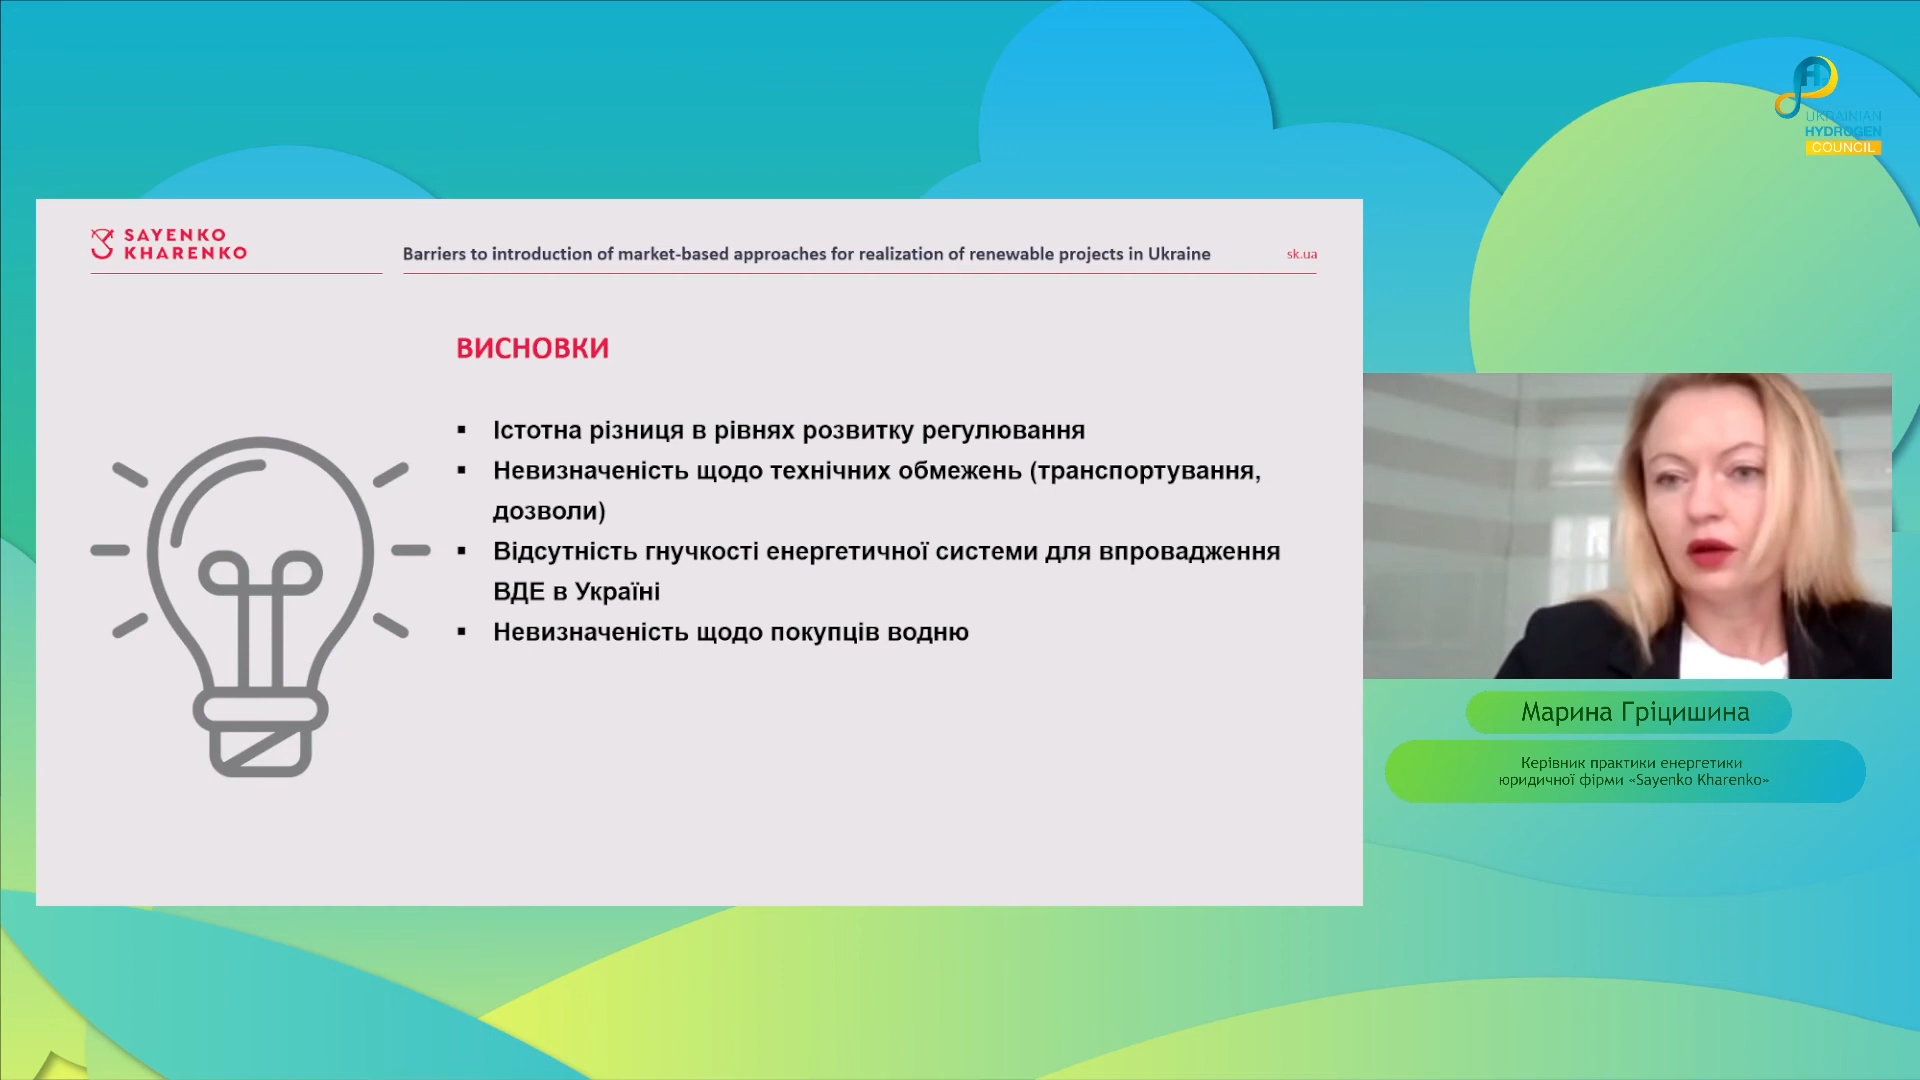 UKRAINIAN
HYDROGEN
COUNCIL
SAYENKO
KHARENKO
Barriers to introduction of market-based approaches for realization of renewable projects in Ukraine
sk.ua
ВИСНОВКИ
▪ Істотна різниця в рівнях розвитку регулювання
▪ Невизначеність щодо технічних обмежень (транспортування,
дозволи)
▪ Відсутність гнучкості енергетичної системи для впровадження
ВДЕ в Україні
▪ Невизначеність щодо покупців водню
Марина Гріцишина
Керівник практики енергетики
юридичної фірми «Sayenko Kharenko»